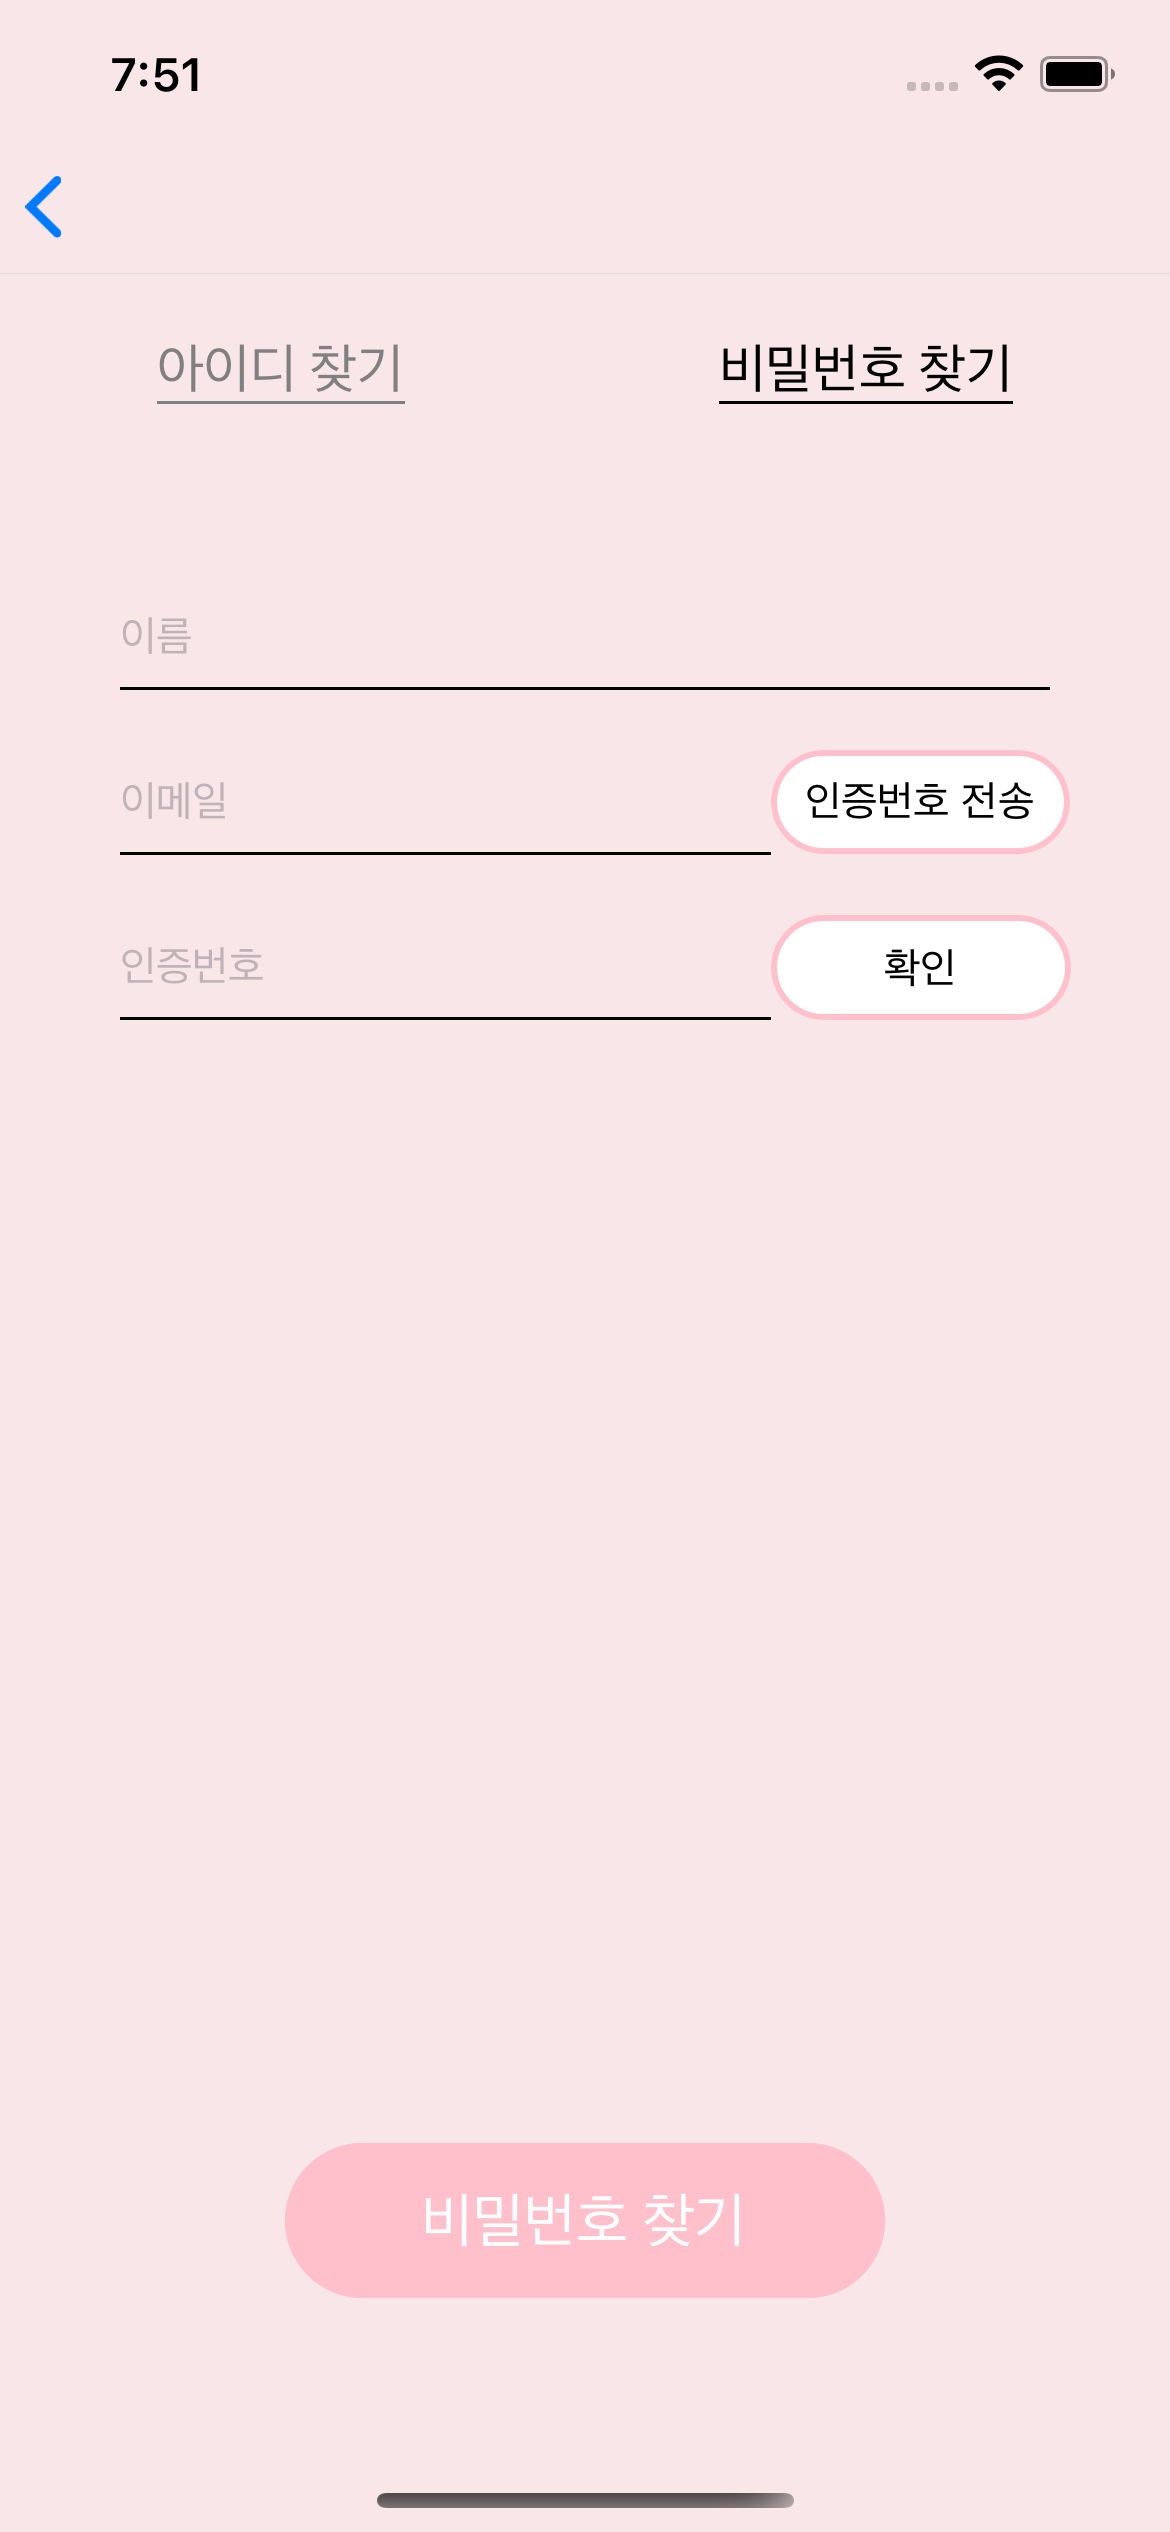 7:51
아이디 찾기 비밀번호 찾기
이름
이메일 인증번호 전송
인증번호 확인
비밀번호 찾기